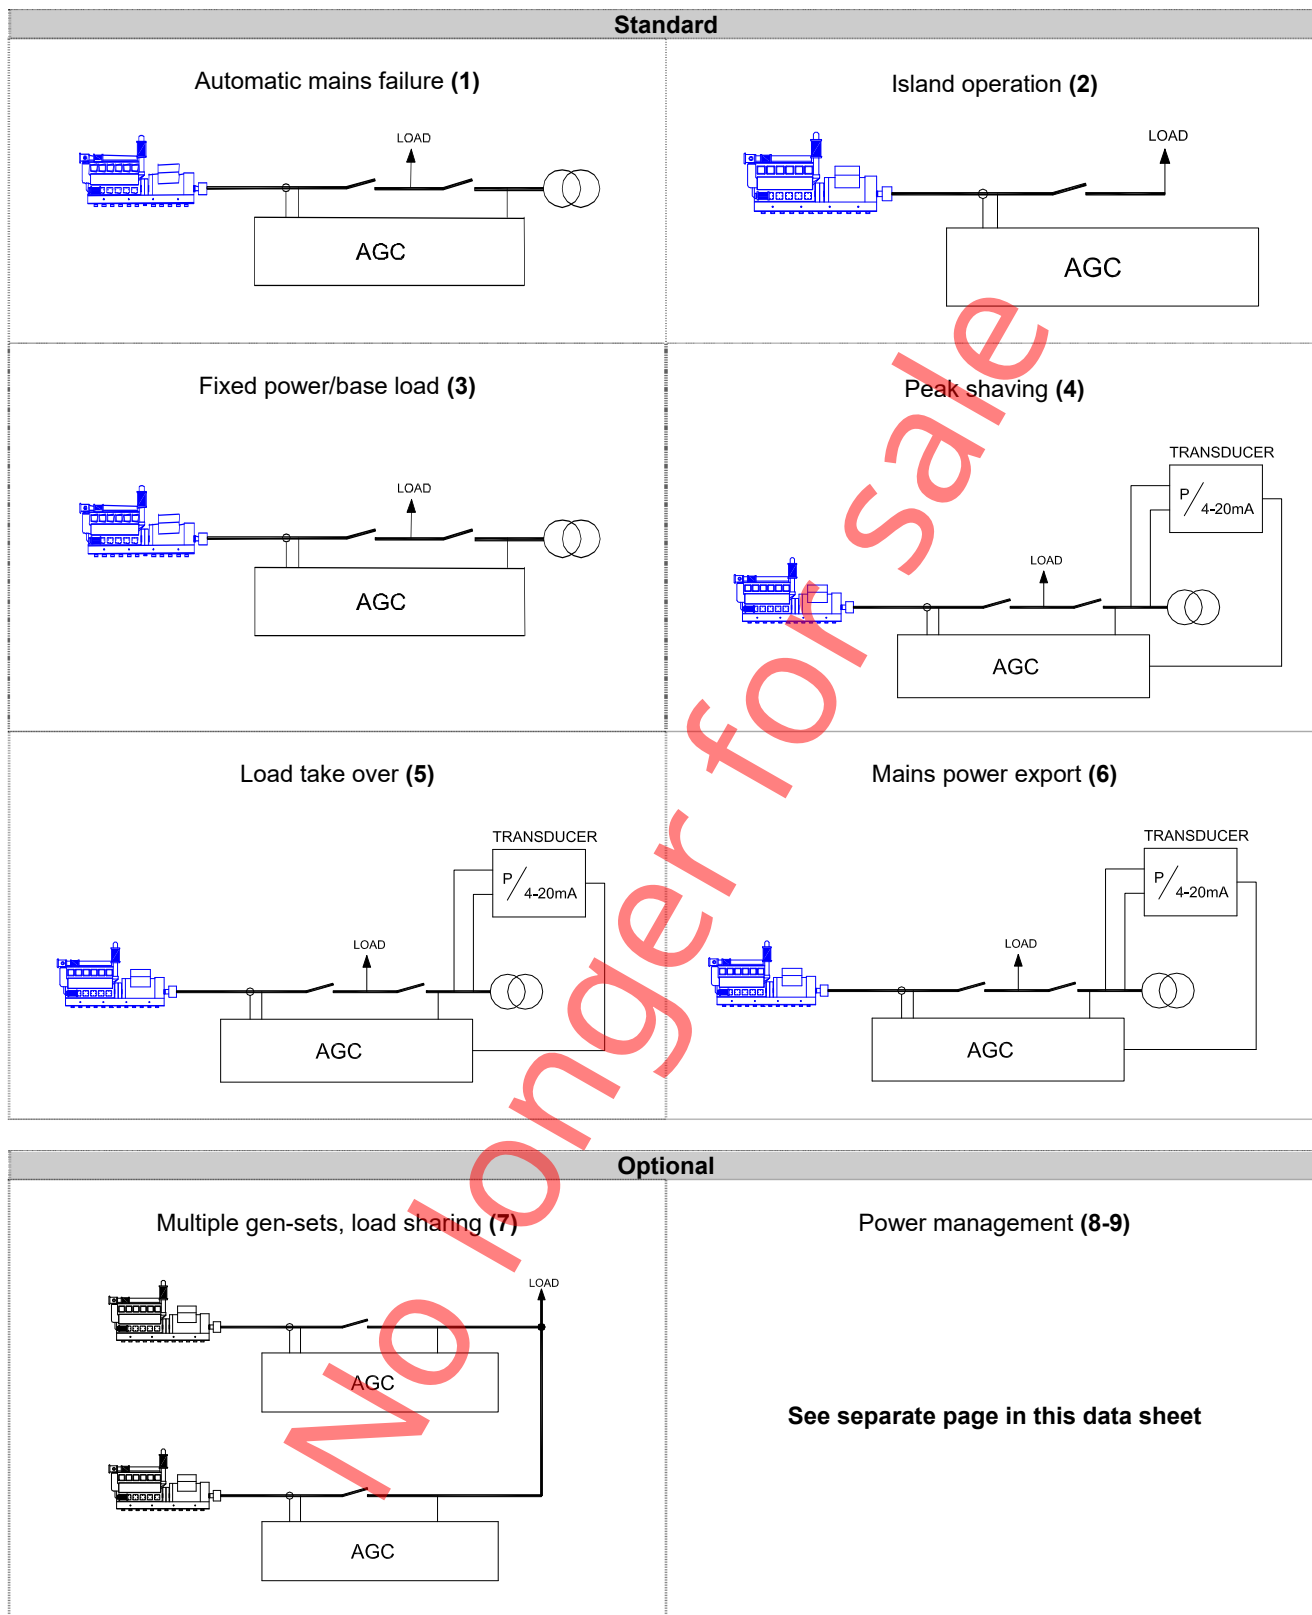 Standard
Automatic mains failure (1)
LOAD
AGC
Island operation (2)
LOAD
AGC
Fixed power/base load (3)
LOAD
AGC
Peak shaving (4)
TRANSDUCER
P/
4-20mA
LOAD
AGC
Load take over (5)
TRANSDUCER
P/
4-20mA
LOAD
AGC
Mains power export (6)
TRANSDUCER
P/
4-20mA
LOAD
AGC
Optional
Multiple gen-sets, load sharing (7)
LOAD
AGC
AGC
Power management (8-9)
See separate page in this data sheet
No longer for sale